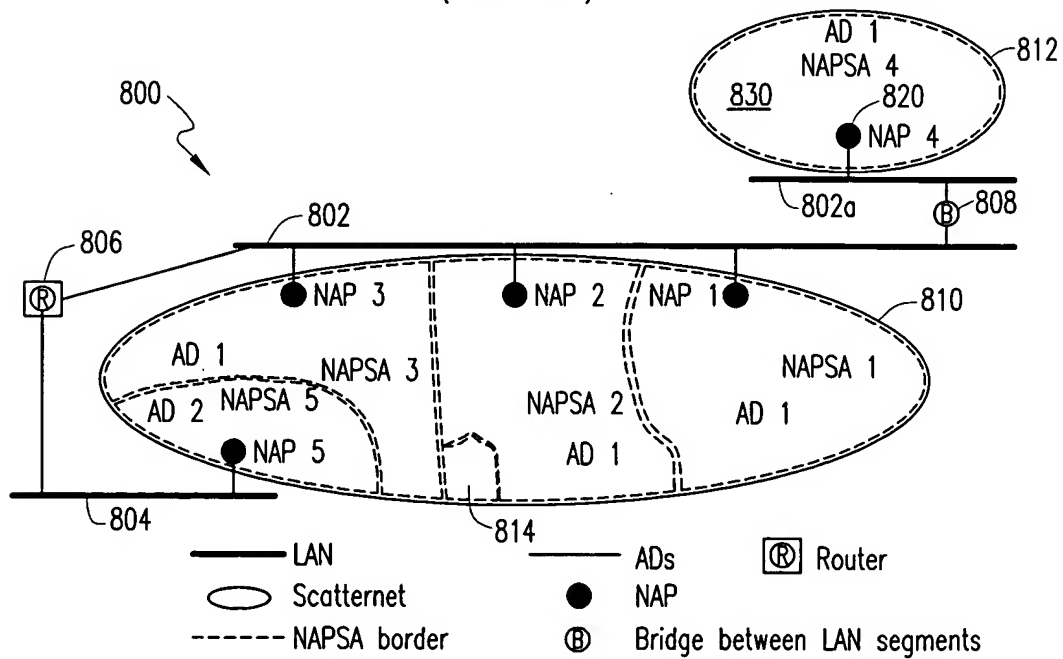 AD 1
812
NAPSA 4
800
830
820
NAP 4
802
802a
B
808
806
R
NAP 3
NAP 2
NAP 1
810
AD 1
NAPSA 3
NAPSA 1
AD 2
NAPSA 5
NAPSA 2
AD 1
NAP 5
AD 1
804
814
LAN
ADs
R Router
Scatternet
NAP
NAPSA border
B Bridge between LAN segments